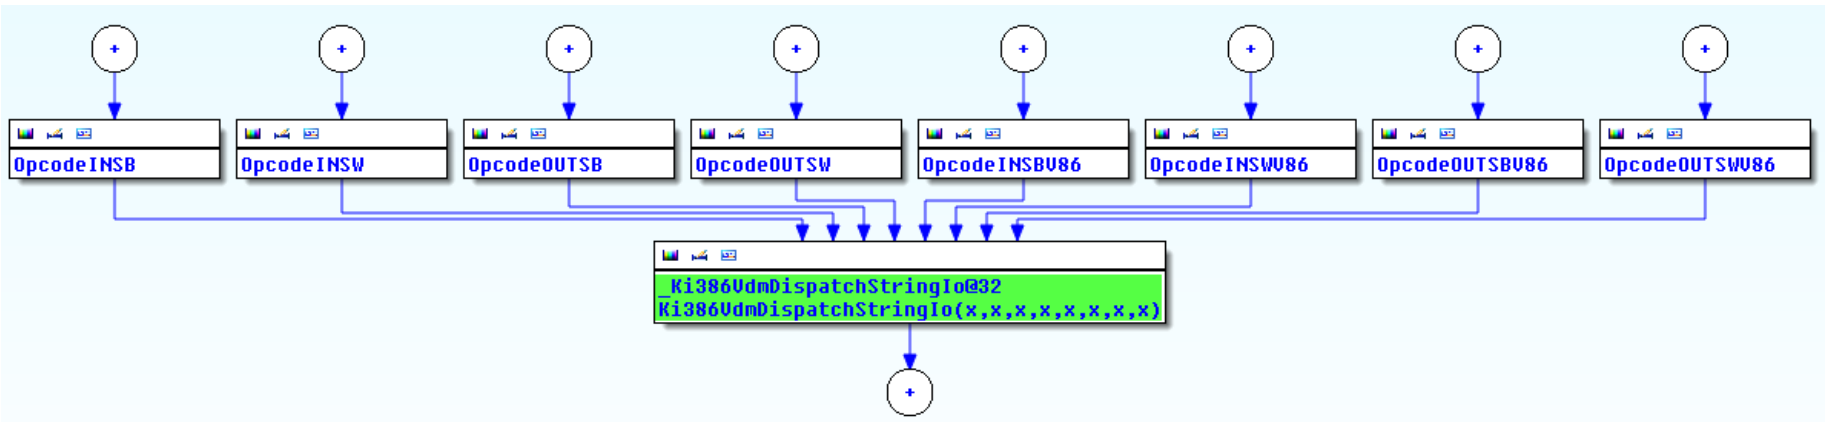 + + + + + + + +
OpcodeINSB OpcodeINSW OpcodeOUTSB OpcodeOUTSW OpcodeINSBV86 OpcodeINSWV86 OpcodeOUTSBV86 OpcodeOUTSWV86
_Ki386VdmDispatchStringIo@32
Ki386VdmDispatchStringIo(x,x,x,x,x,x,x,x)
+